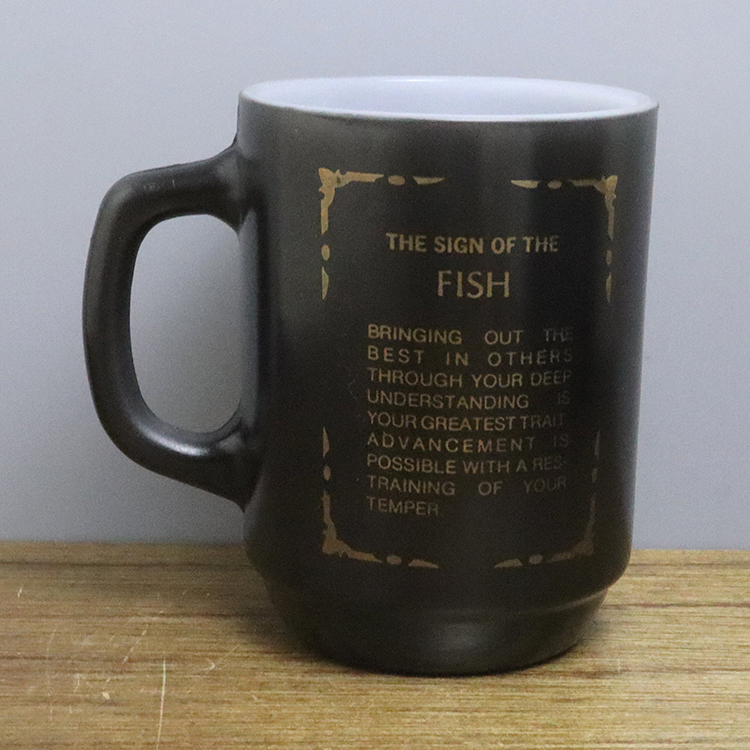 THE SIGN OF THE
FISH
BRINGING OUT THE
BEST IN OTHERS
THROUGH YOUR DEEP
UNDERSTANDING IS
YOUR GREATEST TRAIT
ADVANCEMENT IS
POSSIBLE WITH A RES-
TRAINING OF YOUR
TEMPER.